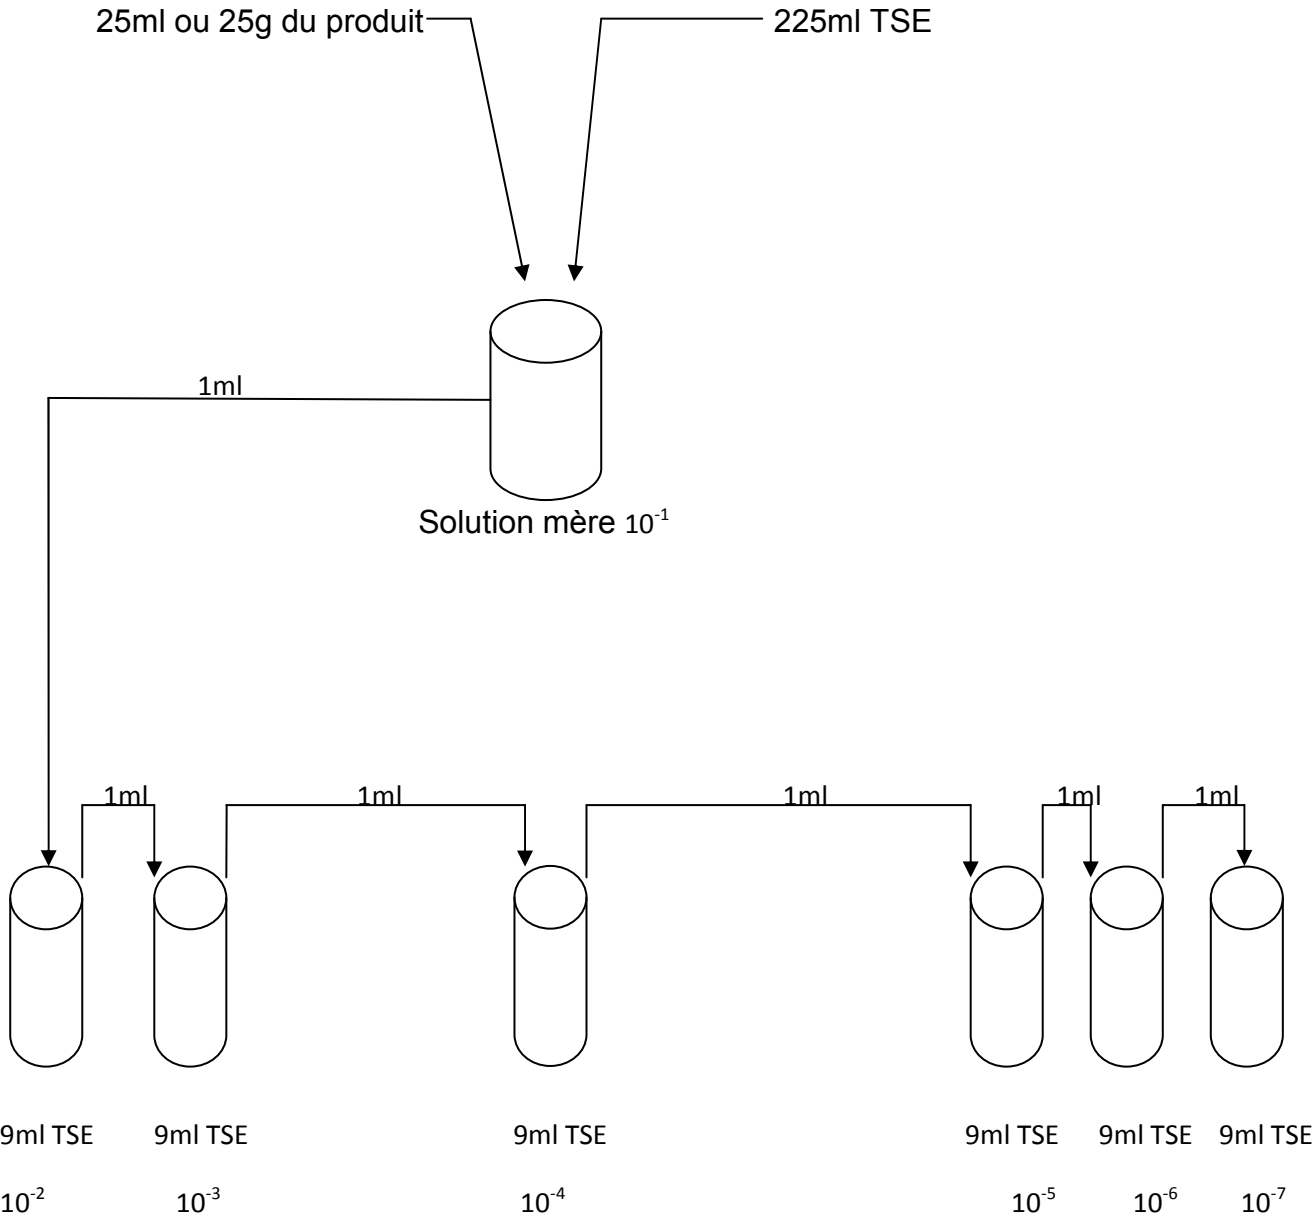 25ml ou 25g du produit
225ml TSE
1ml
Solution mère 10⁻¹
1ml 1ml 1ml 1ml 1ml
9ml TSE 9ml TSE 9ml TSE 9ml TSE 9ml TSE 9ml TSE
10⁻² 10⁻³ 10⁻⁴ 10⁻⁵ 10⁻⁶ 10⁻⁷